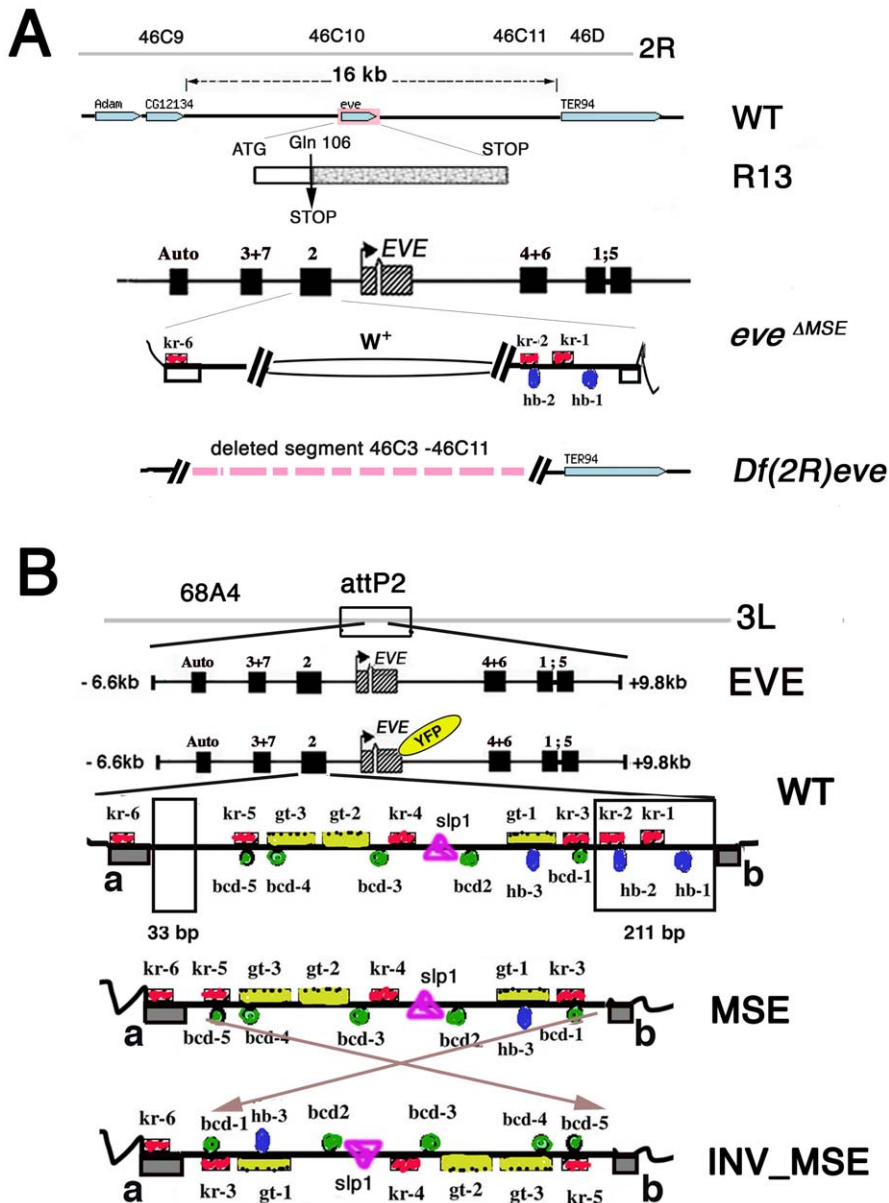 A
46C9 46C10 46C11 46D
2R
16 kb
Adam CG12134 eve TER94
WT
ATG Gln 106 STOP
R13
STOP
Auto 3+7 2 EVE 4+6 1;5
eve ΔMSE
kr-6 W+ kr-2 kr-1
hb-2 hb-1
deleted segment 46C3 -46C11
TER94
Df(2R)eve
B
68A4 attP2
3L
Auto 3+7 2 EVE 4+6 1 ; 5
- 6.6kb +9.8kb
EVE
Auto 3+7 2 EVE YFP 4+6 1 ; 5
- 6.6kb +9.8kb
WT
kr-6 kr-5 gt-3 gt-2 kr-4 slp1 gt-1 kr-3 kr-2 kr-1
a b
bcd-5 bcd-4 bcd-3 bcd2 hb-3 bcd-1 hb-2 hb-1
33 bp 211 bp
kr-6 kr-5 gt-3 gt-2 kr-4 slp1 gt-1 kr-3
MSE
a b
bcd-5 bcd-4 bcd-3 bcd2 hb-3 bcd-1
kr-6 bcd-1 hb-3 bcd2 bcd-3 bcd-4 bcd-5
INV_MSE
a b
kr-3 gt-1 slp1 kr-4 gt-2 gt-3 kr-5